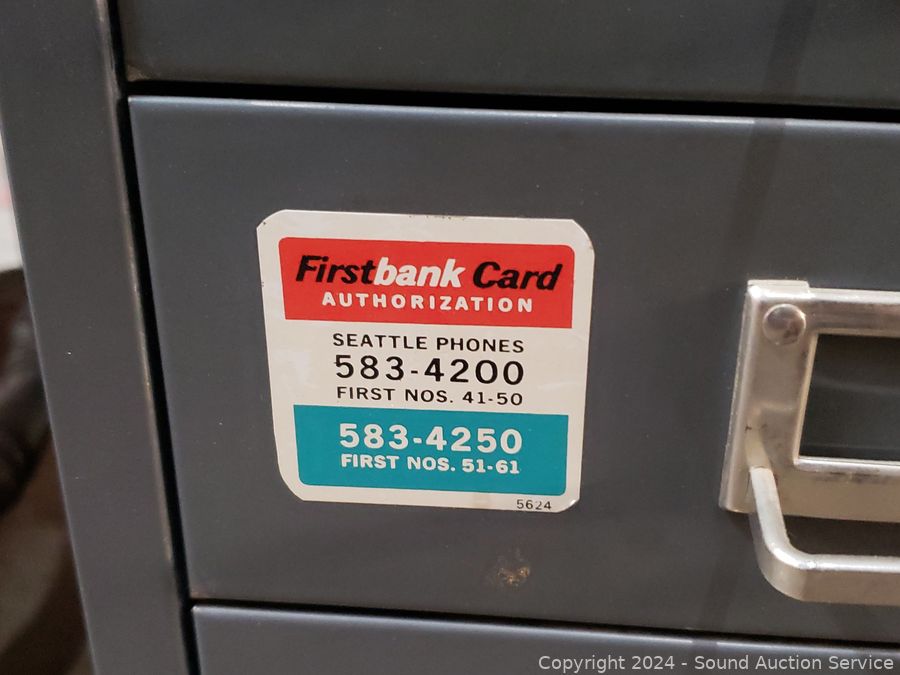 Firstbank Card
AUTHORIZATION
SEATTLE PHONES
583-4200
FIRST NOS. 41-50
583-4250
FIRST NOS. 51-61
5624
Copyright 2024 - Sound Auction Service